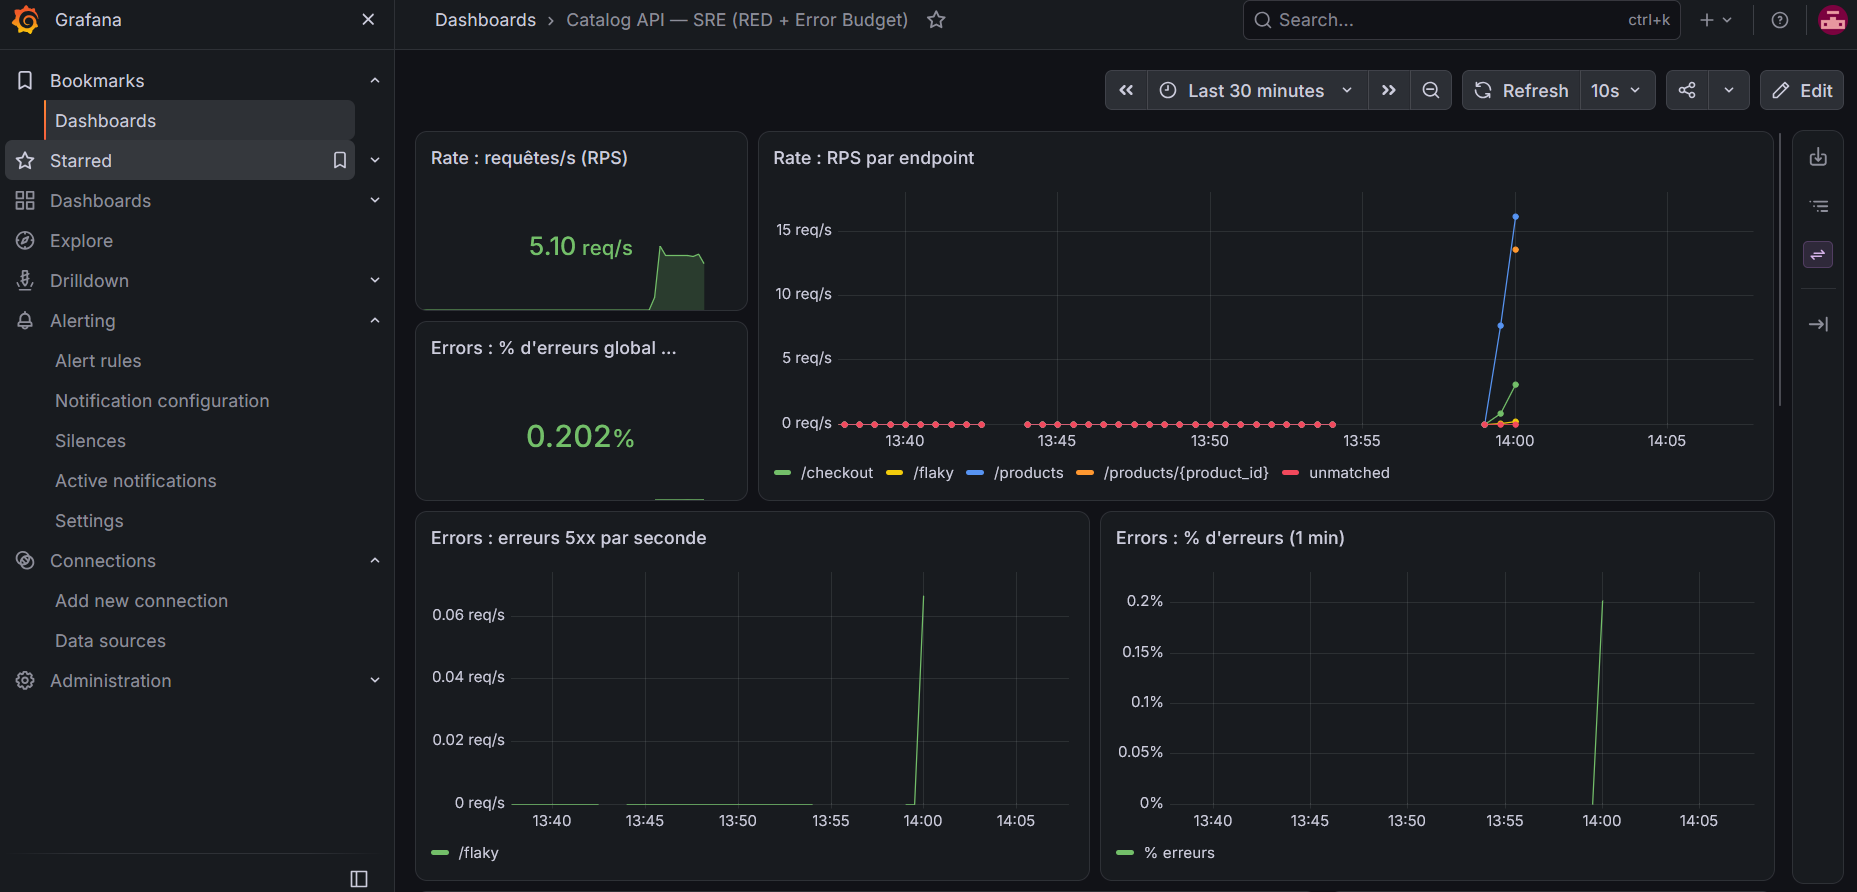 Grafana
Dashboards › Catalog API — SRE (RED + Error Budget)
Search...
ctrl+k
Bookmarks
Dashboards
Starred
Dashboards
Explore
Drilldown
Alerting
Alert rules
Notification configuration
Silences
Active notifications
Settings
Connections
Add new connection
Data sources
Administration
Last 30 minutes
Refresh
10s
Edit
Rate : requêtes/s (RPS)
5.10 req/s
Errors : % d'erreurs global ...
0.202%
Rate : RPS par endpoint
15 req/s
10 req/s
5 req/s
0 req/s
13:40 13:45 13:50 13:55 14:00 14:05
/checkout /flaky /products /products/{product_id} unmatched
Errors : erreurs 5xx par seconde
0.06 req/s
0.04 req/s
0.02 req/s
0 req/s
13:40 13:45 13:50 13:55 14:00 14:05
/flaky
Errors : % d'erreurs (1 min)
0.2%
0.15%
0.1%
0.05%
0%
13:40 13:45 13:50 13:55 14:00 14:05
% erreurs